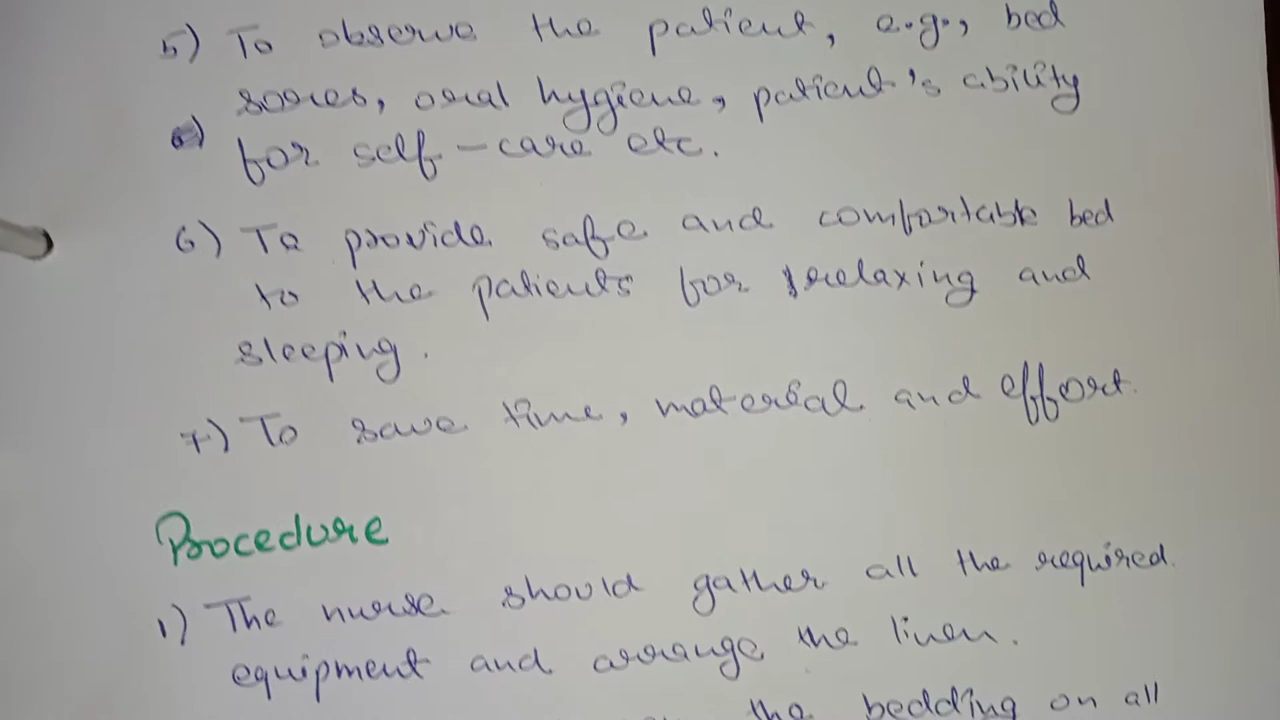 5) To observe the patient, e.g., bed
sores, oral hygiene, patient's ability
6) for self-care etc.
6) To provide safe and comfortable bed
to the patients for relaxing and
sleeping.
7) To save time, material and effort.
Procedure
1) The nurse should gather all the required
equipment and arrange the linen.
the bedding on all